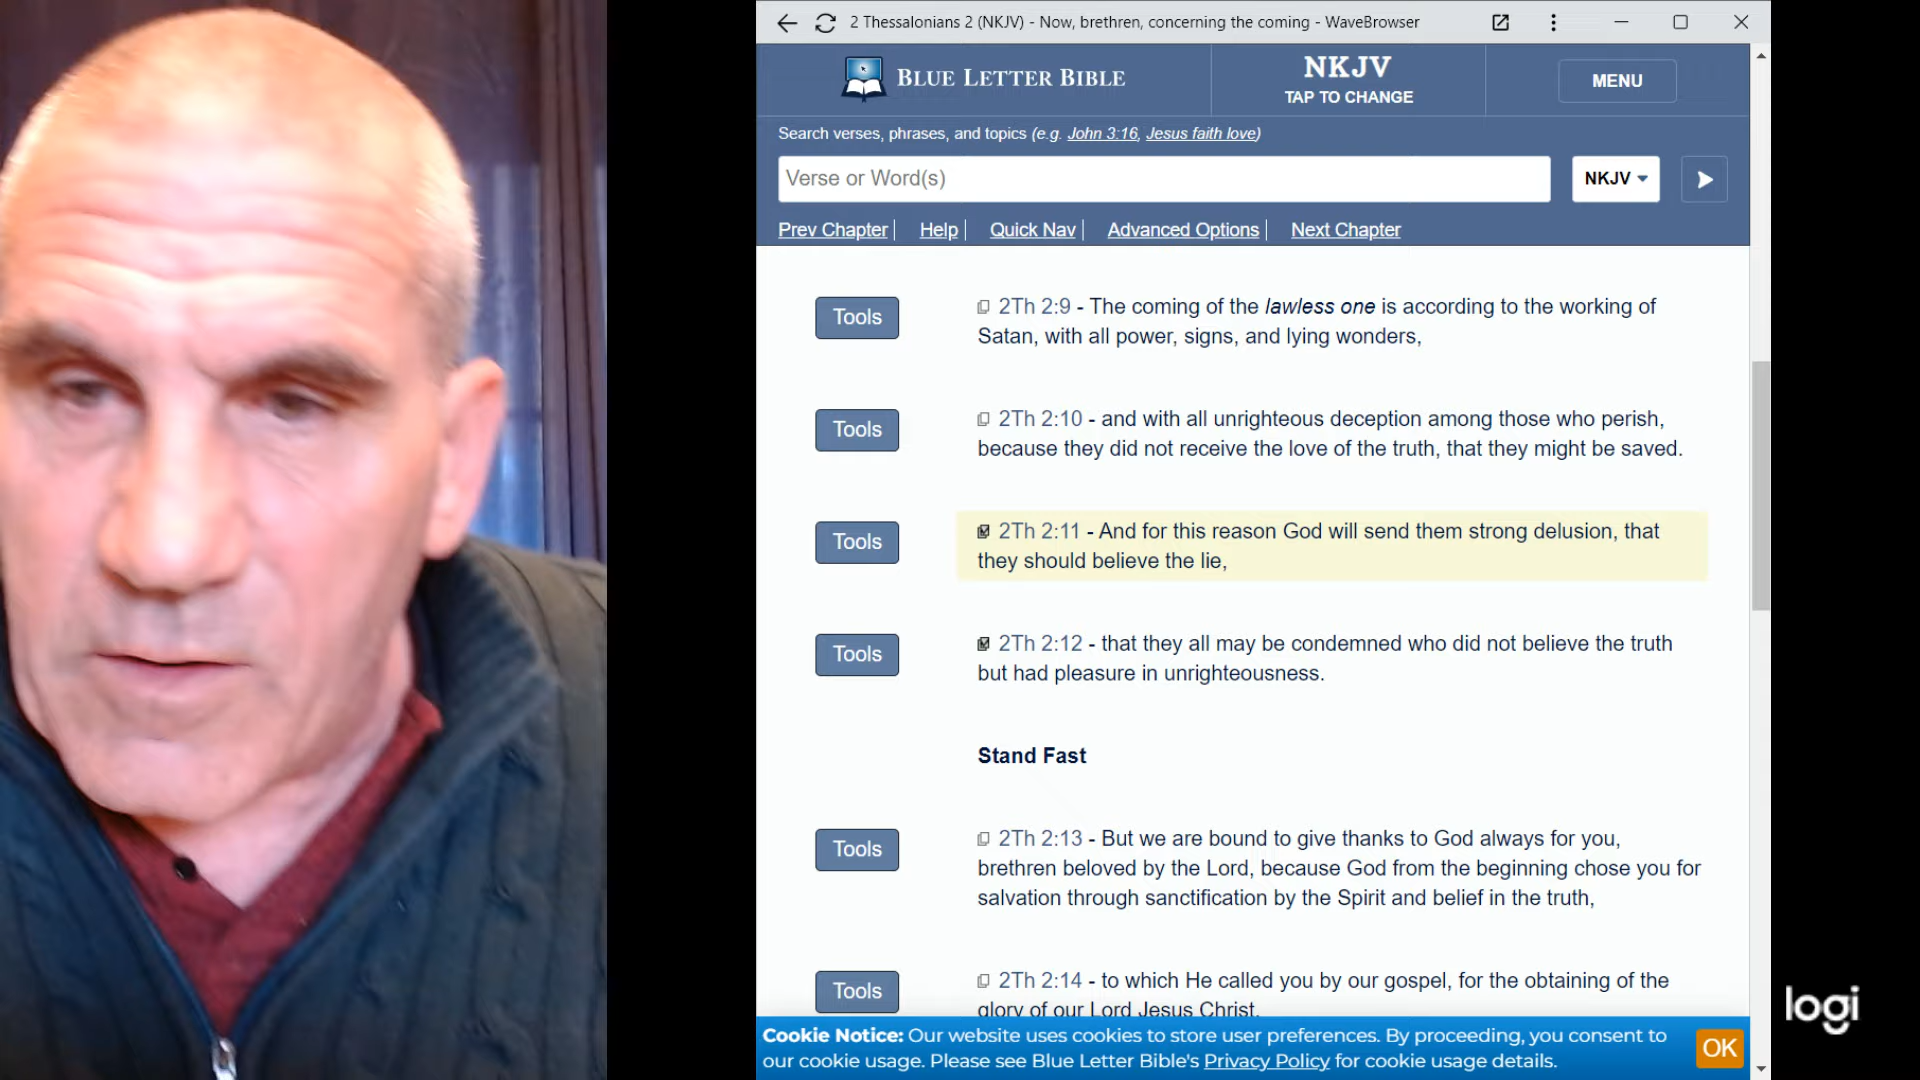 2 Thessalonians 2 (NKJV) - Now, brethren, concerning the coming - WaveBrowser
BLUE LETTER BIBLE
NKJV
TAP TO CHANGE
MENU
Search verses, phrases, and topics (e.g. John 3:16, Jesus faith love)
Verse or Word(s)
NKJV
Prev Chapter
Help
Quick Nav
Advanced Options
Next Chapter
Tools
2Th 2:9 - The coming of the lawless one is according to the working of
Satan, with all power, signs, and lying wonders,
Tools
2Th 2:10 - and with all unrighteous deception among those who perish,
because they did not receive the love of the truth, that they might be saved.
Tools
2Th 2:11 - And for this reason God will send them strong delusion, that
they should believe the lie,
Tools
2Th 2:12 - that they all may be condemned who did not believe the truth
but had pleasure in unrighteousness.
Stand Fast
Tools
2Th 2:13 - But we are bound to give thanks to God always for you,
brethren beloved by the Lord, because God from the beginning chose you for
salvation through sanctification by the Spirit and belief in the truth,
Tools
2Th 2:14 - to which He called you by our gospel, for the obtaining of the
glory of our Lord Jesus Christ.
Cookie Notice: Our website uses cookies to store user preferences. By proceeding, you consent to
our cookie usage. Please see Blue Letter Bible's Privacy Policy for cookie usage details.
OK
logi